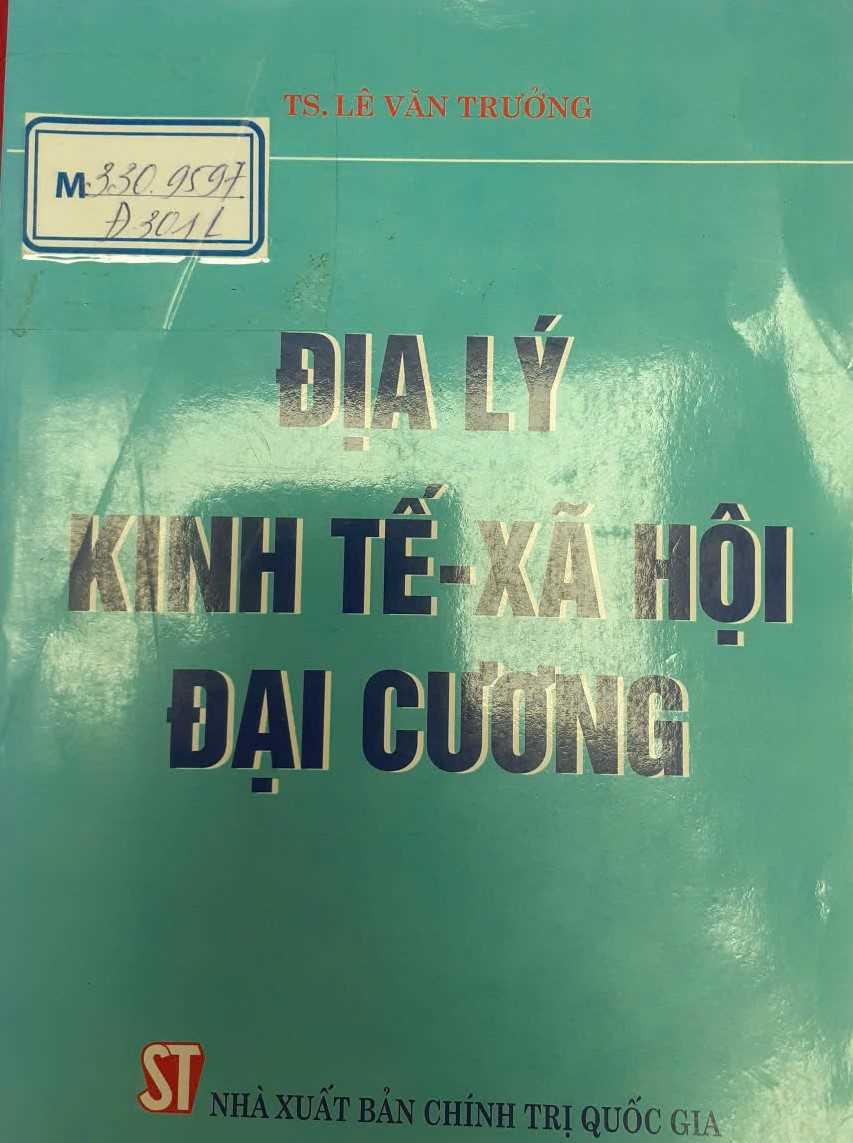 TS. LÊ VĂN TRƯỞNG
M.330.9597
Đ301L
ĐỊA LÝ
KINH TẾ-XÃ HỘI
ĐẠI CƯƠNG
ST
NHÀ XUẤT BẢN CHÍNH TRỊ QUỐC GIA